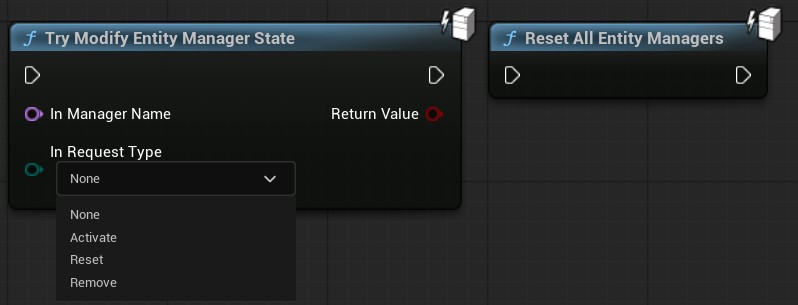 Try Modify Entity Manager State
Reset All Entity Managers
In Manager Name
Return Value
In Request Type
None
None
Activate
Reset
Remove